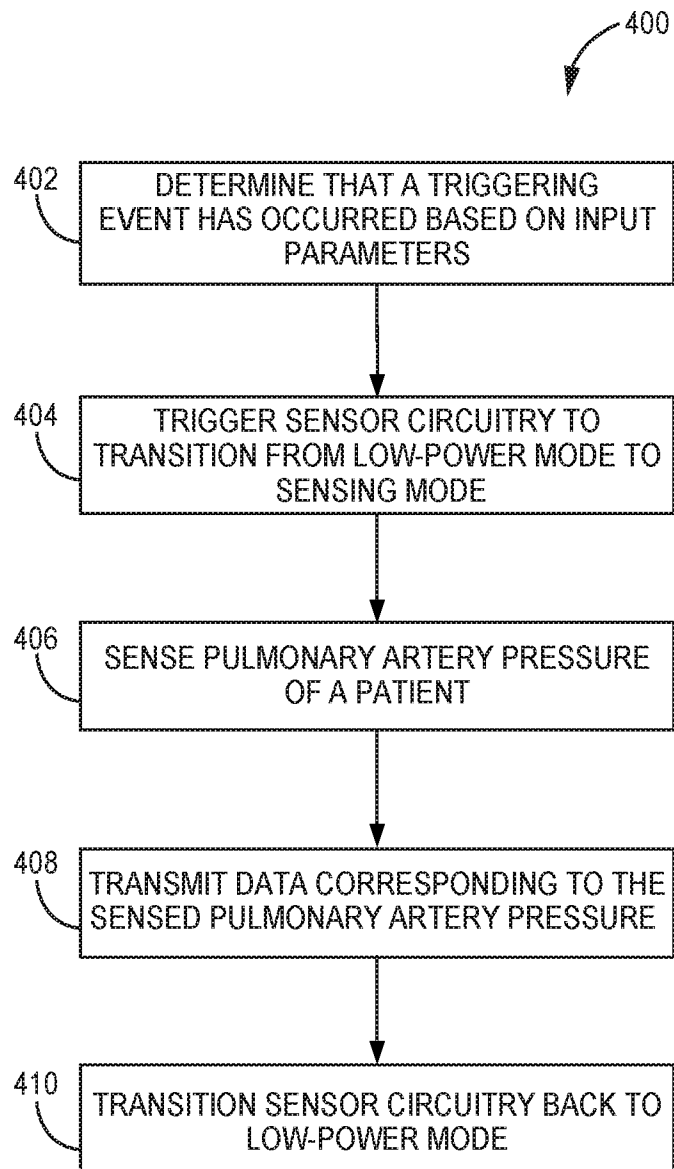 400
402
DETERMINE THAT A TRIGGERING
EVENT HAS OCCURRED BASED ON INPUT
PARAMETERS
404
TRIGGER SENSOR CIRCUITRY TO
TRANSITION FROM LOW-POWER MODE TO
SENSING MODE
406
SENSE PULMONARY ARTERY PRESSURE
OF A PATIENT
408
TRANSMIT DATA CORRESPONDING TO THE
SENSED PULMONARY ARTERY PRESSURE
410
TRANSITION SENSOR CIRCUITRY BACK TO
LOW-POWER MODE